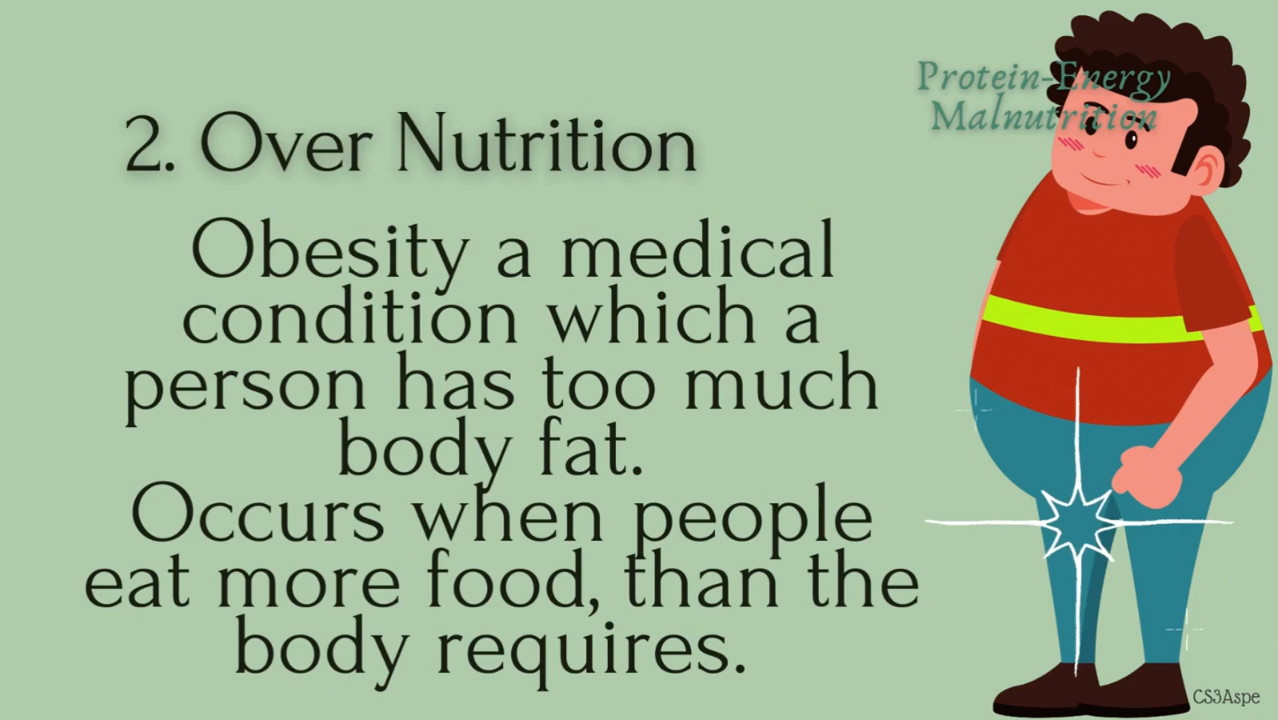 Protein-Energy
Malnutrition
2. Over Nutrition
Obesity a medical
condition which a
person has too much
body fat.
Occurs when people
eat more food, than the
body requires.
CS3Aspe